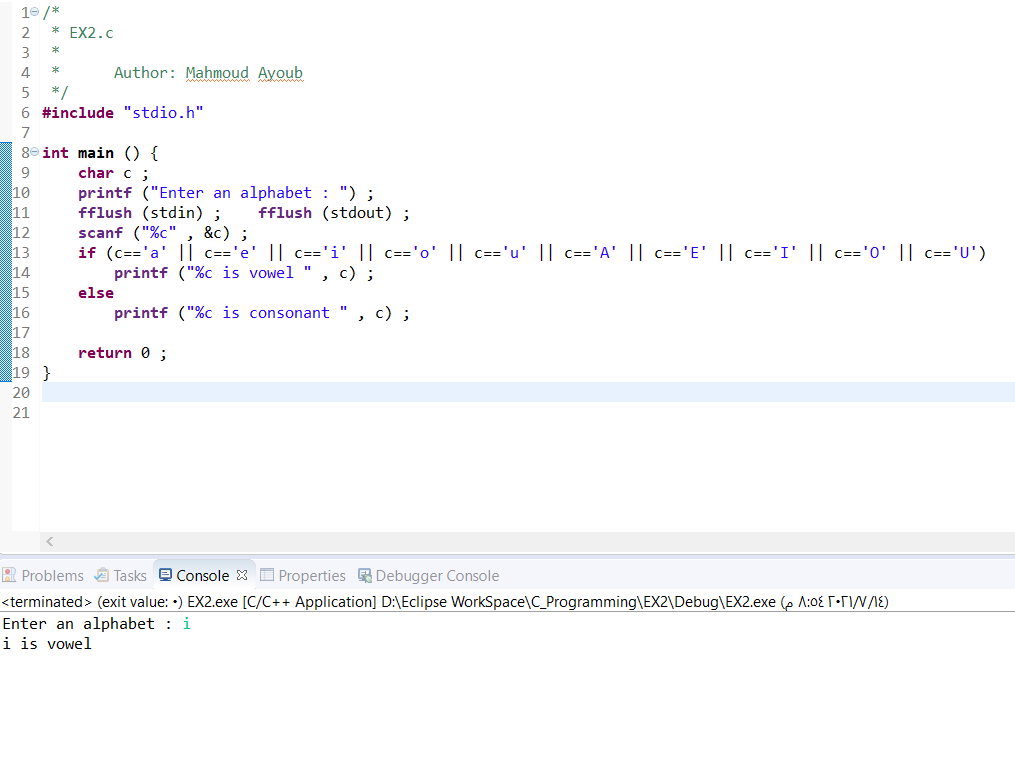 1 /*
2 * EX2.c
3 *
4 * Author: Mahmoud Ayoub
5 */
6 #include "stdio.h"
7
8 int main () {
9 char c ;
10 printf ("Enter an alphabet : ") ;
11 fflush (stdin) ; fflush (stdout) ;
12 scanf ("%c" , &c) ;
13 if (c=='a' || c=='e' || c=='i' || c=='o' || c=='u' || c=='A' || c=='E' || c=='I' || c=='O' || c=='U')
14 printf ("%c is vowel " , c) ;
15 else
16 printf ("%c is consonant " , c) ;
17
18 return 0 ;
19 }
20
21
Problems Tasks Console Properties Debugger Console
<terminated> (exit value: ٠) EX2.exe [C/C++ Application] D:\Eclipse WorkSpace\C_Programming\EX2\Debug\EX2.exe (م ٨:٥٤ ٢٠٢١/٧/١٤)
Enter an alphabet : i
i is vowel